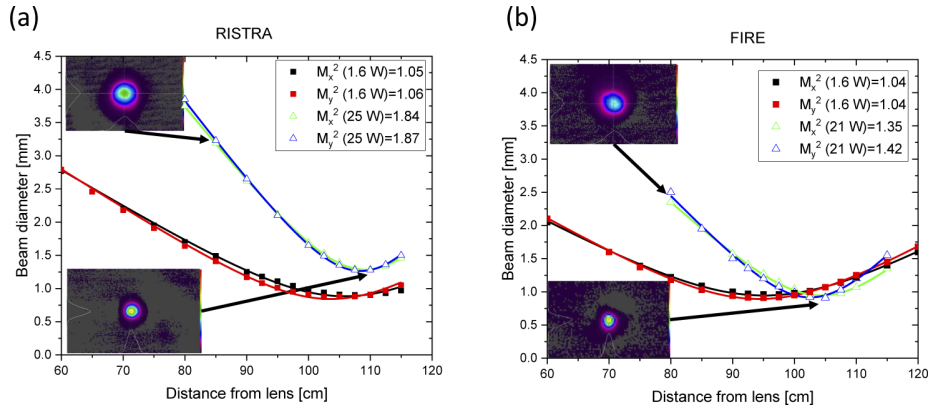 (a)
RISTRA
Beam diameter [mm]
4.5
4.0
3.5
3.0
2.5
2.0
1.5
1.0
0.5
0.0
Mx² (1.6 W)=1.05
My² (1.6 W)=1.06
Mx² (25 W)=1.84
My² (25 W)=1.87
60 70 80 90 100 110 120
Distance from lens [cm]
(b)
FIRE
Beam diameter [mm]
4.5
4.0
3.5
3.0
2.5
2.0
1.5
1.0
0.5
0.0
Mx² (1.6 W)=1.04
My² (1.6 W)=1.04
Mx² (21 W)=1.35
My² (21 W)=1.42
60 70 80 90 100 110 120
Distance from lens [cm]